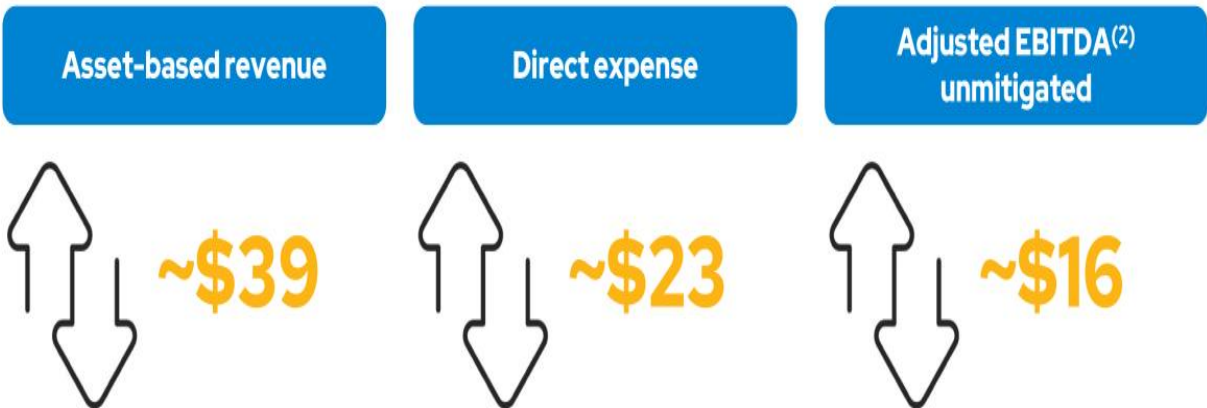 Asset-based revenue
Direct expense
Adjusted EBITDA(2)
unmitigated
~$39
~$23
~$16